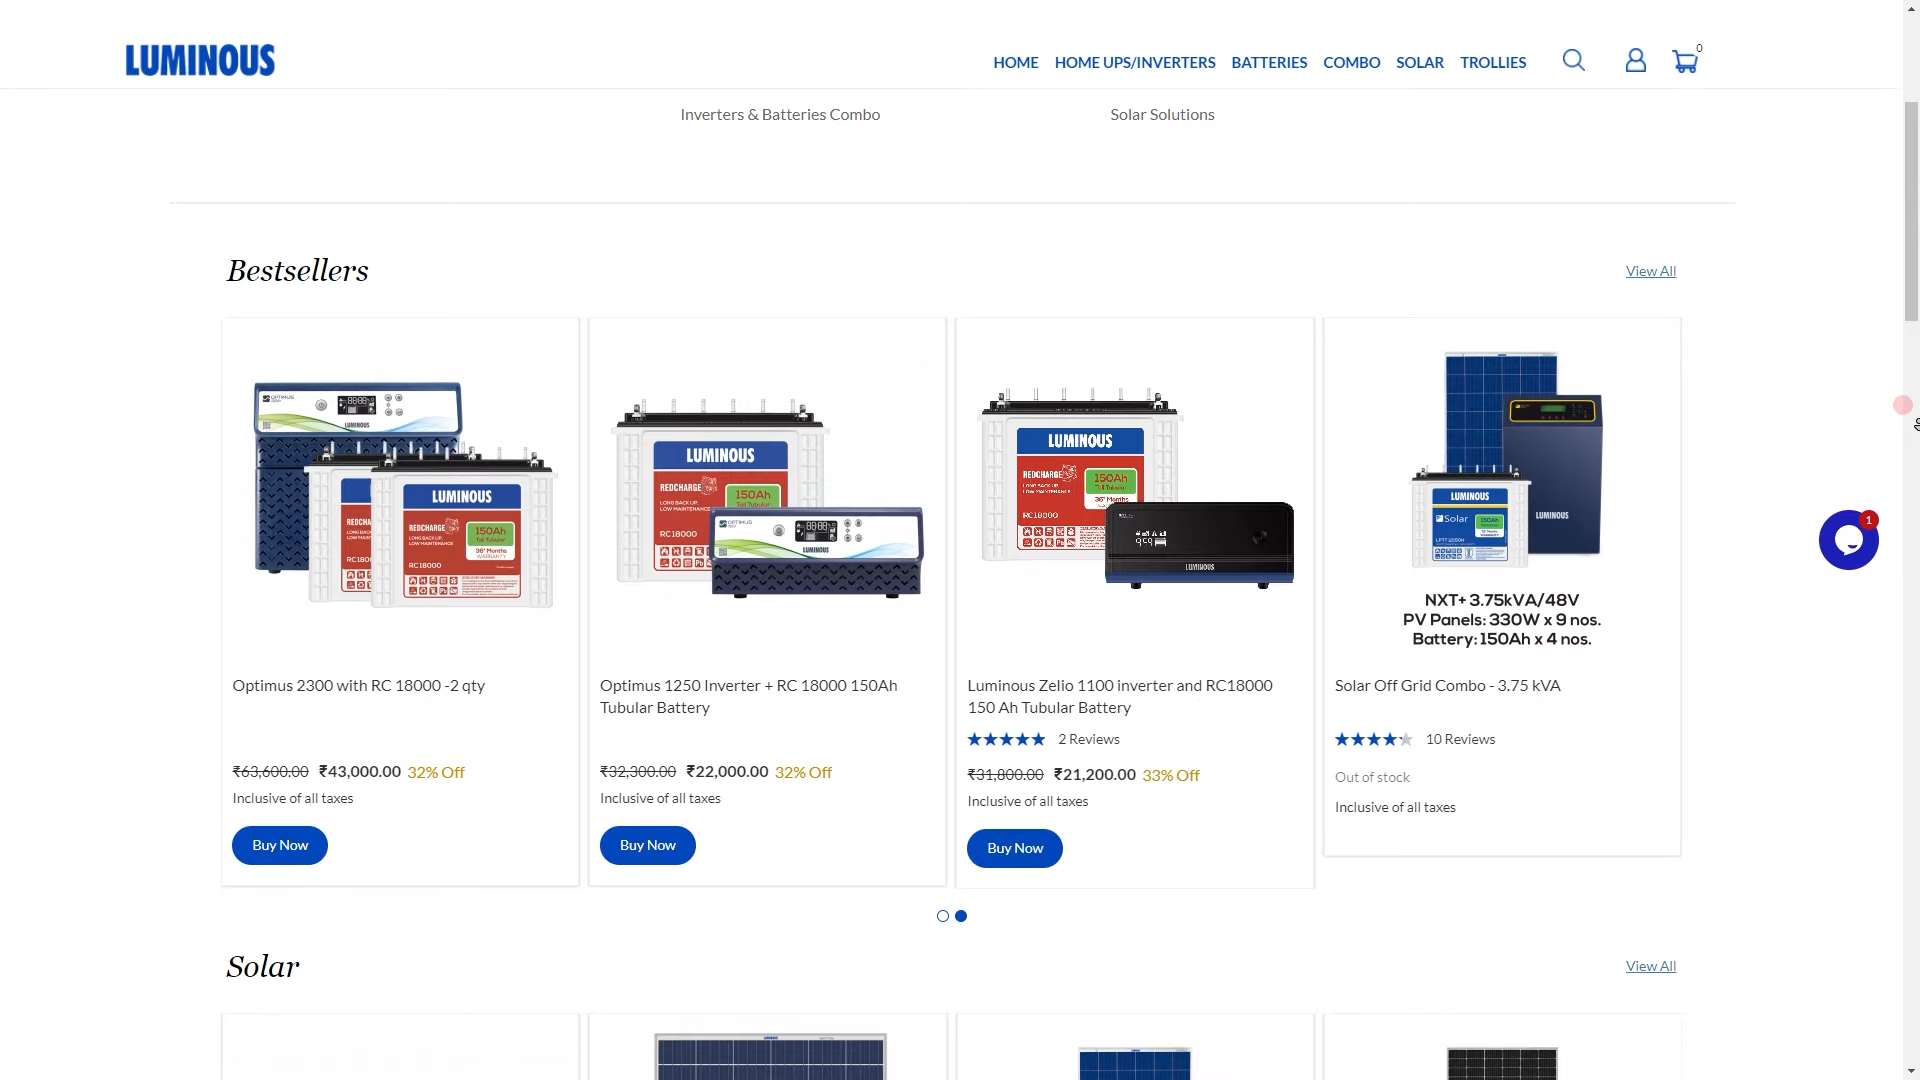 LUMINOUS
HOME
HOME UPS/INVERTERS
BATTERIES
COMBO
SOLAR
TROLLIES
0
Inverters & Batteries Combo
Solar Solutions
Bestsellers
View All
OPTIMUS
LUMINOUS
LUMINOUS
REDCHARGE
LONG BACK UP,
LOW MAINTENANCE
150Ah
Tall Tubular
36* Months
WARRANTY
RC18000
LUMINOUS
REDCHARGE
LONG BACK UP,
LOW MAINTENANCE
150Ah
Tall Tubular
RC18000
OPTIMUS
LUMINOUS
LUMINOUS
REDCHARGE
LONG BACK UP,
LOW MAINTENANCE
150Ah
Tall Tubular
36* Months
RC18000
LUMINOUS
LUMINOUS
Solar
150Ah
LPTT12150H
LUMINOUS
NXT+ 3.75kVA/48V
PV Panels: 330W x 9 nos.
Battery: 150Ah x 4 nos.
Optimus 2300 with RC 18000 -2 qty
₹63,600.00 ₹43,000.00 32% Off
Inclusive of all taxes
Buy Now
Optimus 1250 Inverter + RC 18000 150Ah
Tubular Battery
₹32,300.00 ₹22,000.00 32% Off
Inclusive of all taxes
Buy Now
Luminous Zelio 1100 inverter and RC18000
150 Ah Tubular Battery
2 Reviews
₹31,800.00 ₹21,200.00 33% Off
Inclusive of all taxes
Buy Now
Solar Off Grid Combo - 3.75 kVA
10 Reviews
Out of stock
Inclusive of all taxes
1
Solar
View All